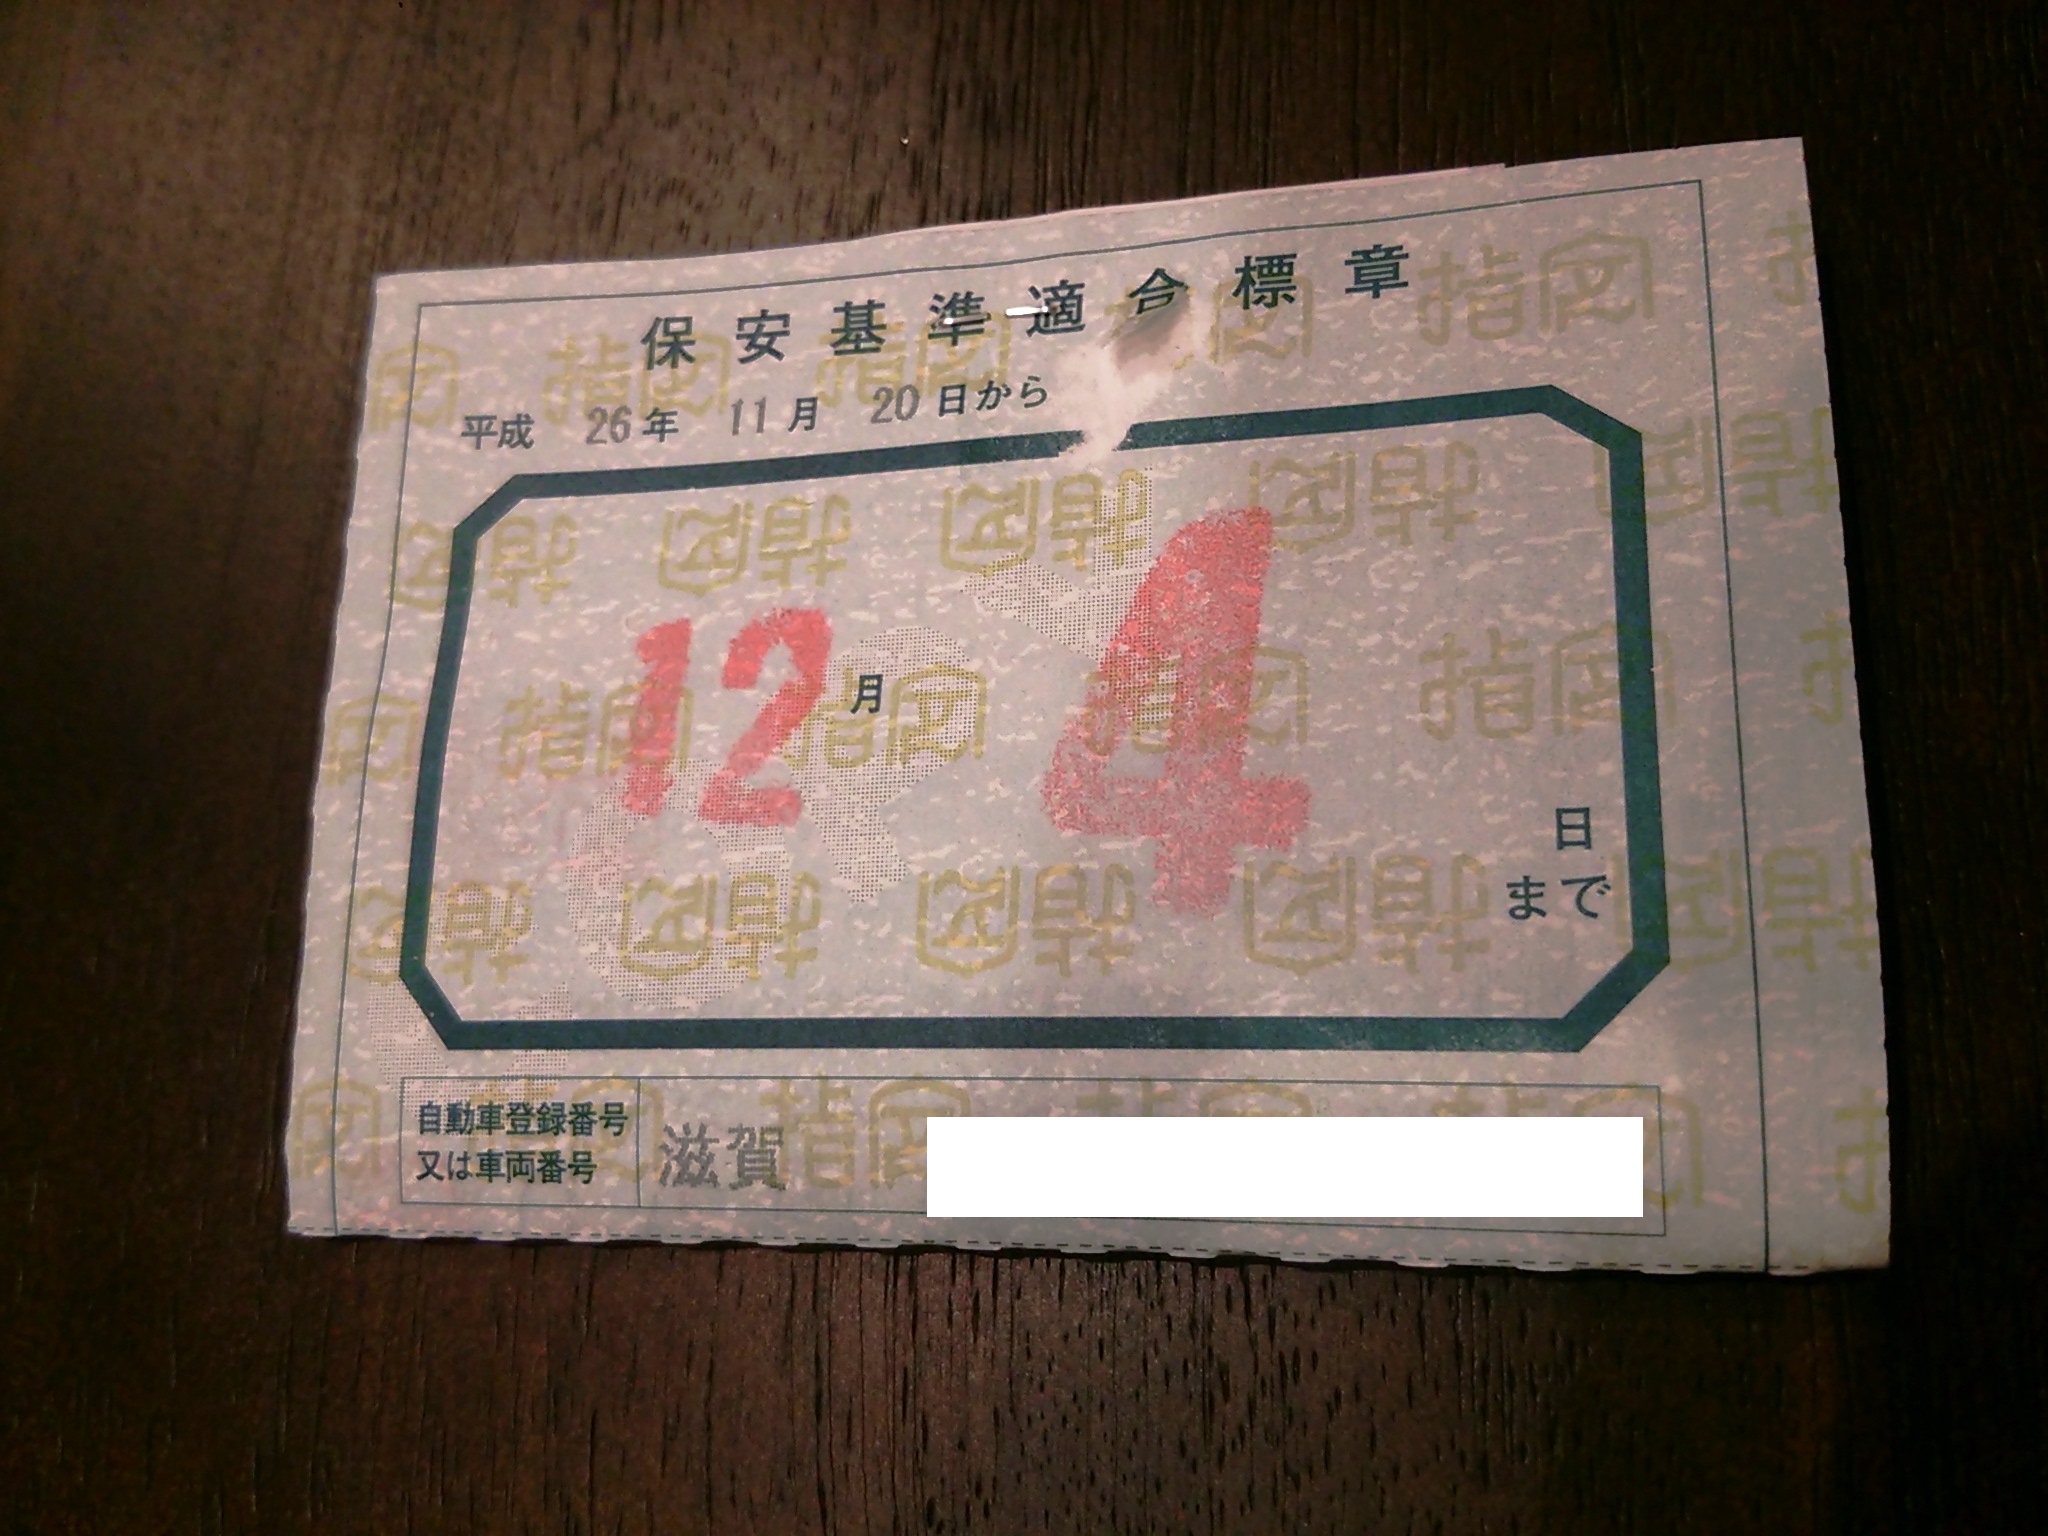 保安基準適合標章
平成 26年 11月 20日から
12月 4日
まで
自動車登録番号
又は車両番号
滋賀